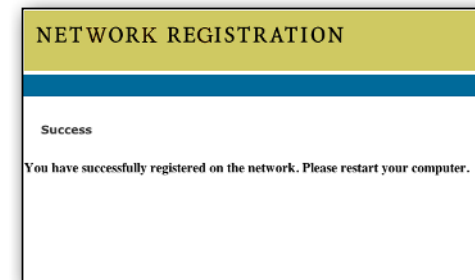 NETWORK REGISTRATION
Success
You have successfully registered on the network. Please restart your computer.